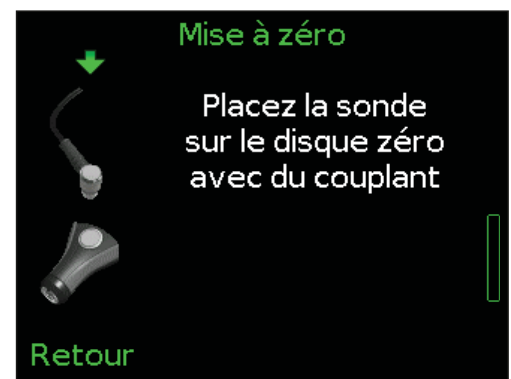 Mise à zéro
Placez la sonde
sur le disque zéro
avec du couplant
Retour